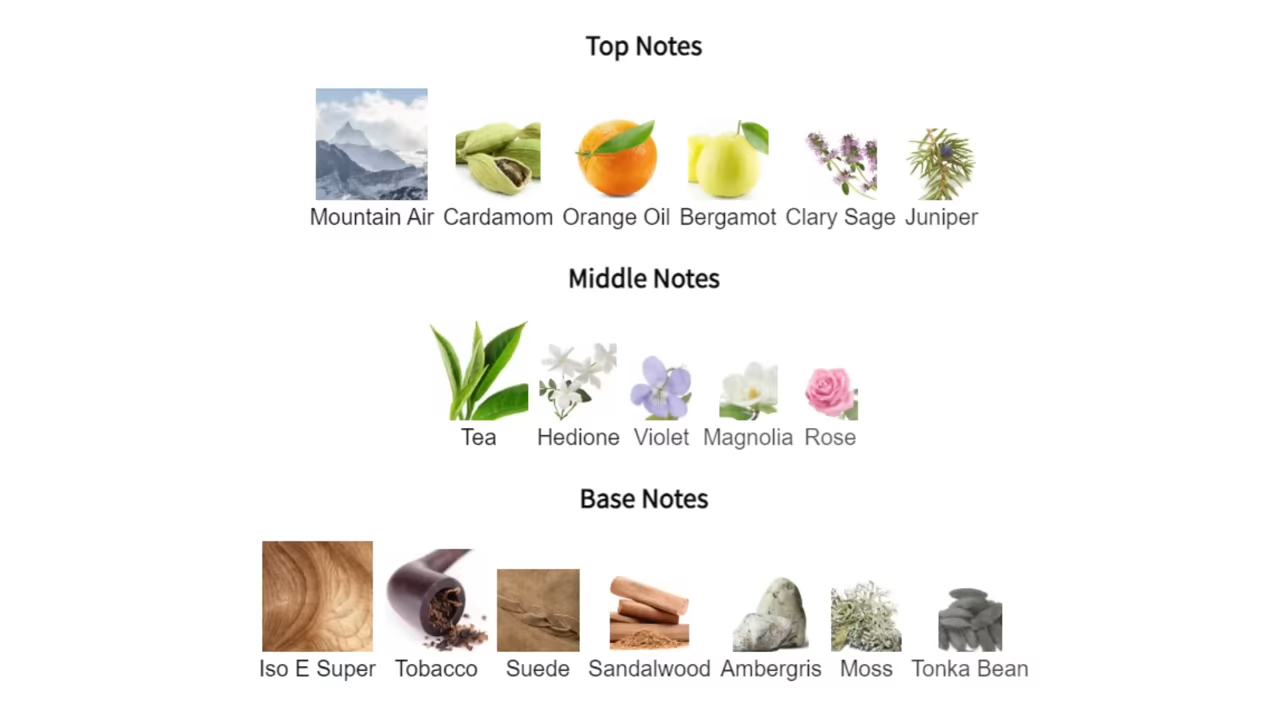 Top Notes
Mountain Air Cardamom Orange Oil Bergamot Clary Sage Juniper
Middle Notes
Tea Hedione Violet Magnolia Rose
Base Notes
Iso E Super Tobacco Suede Sandalwood Ambergris Moss Tonka Bean